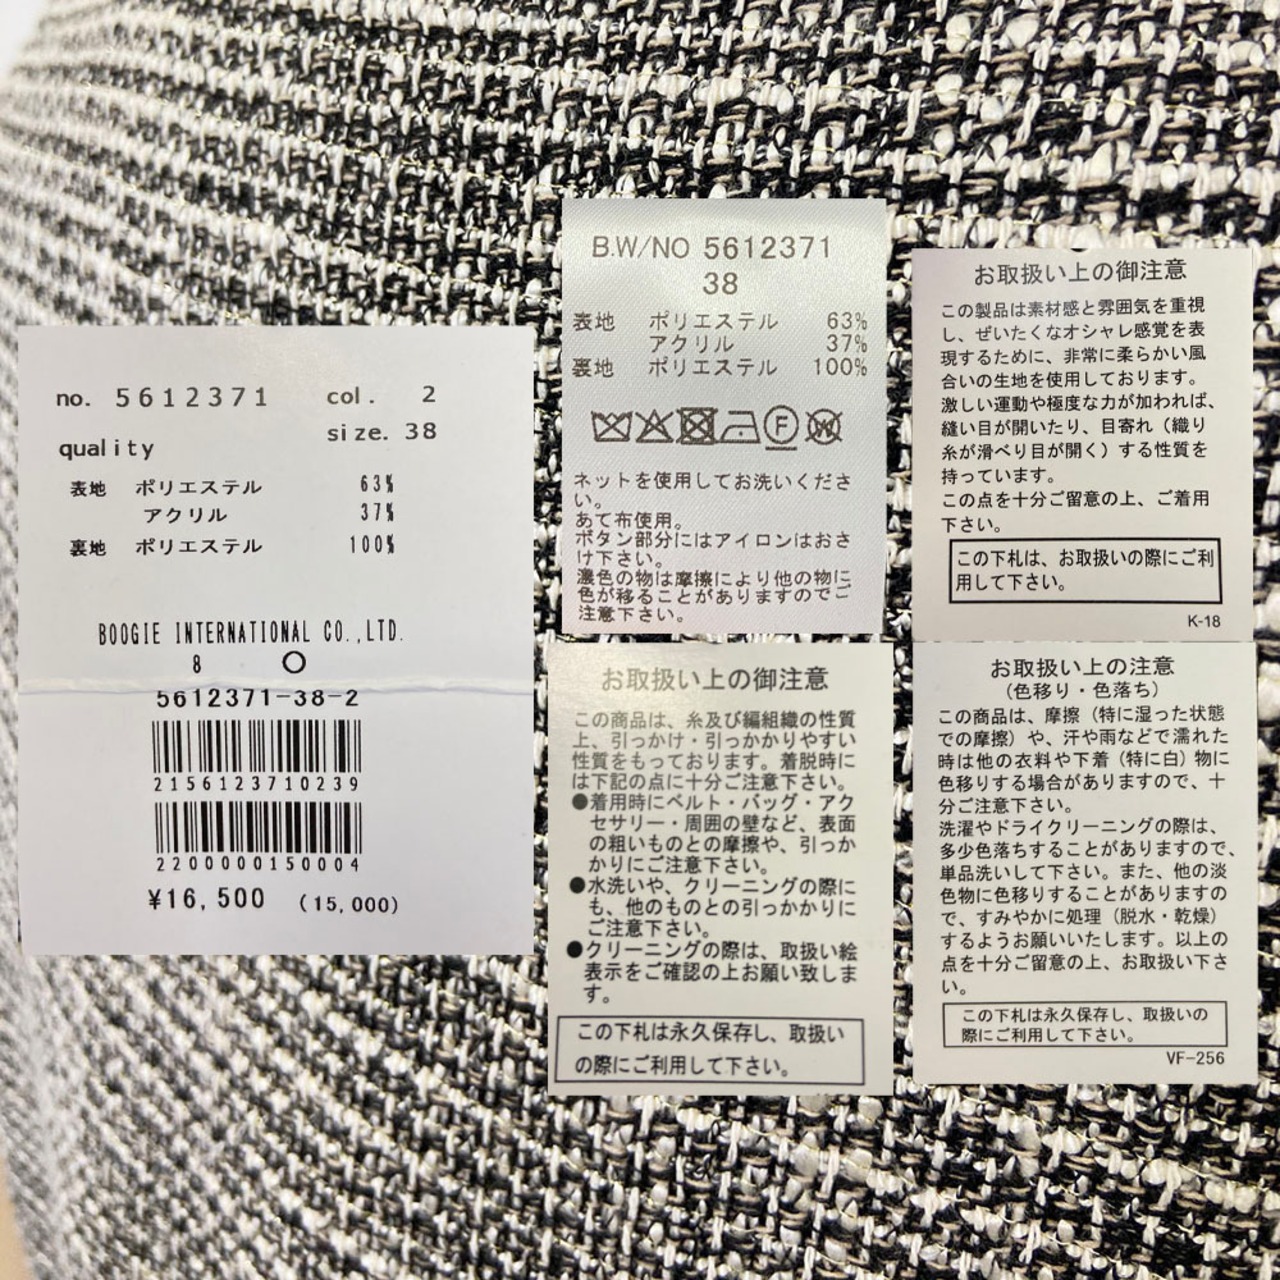 no. 5612371 col. 2
size. 38
quality
表地 ポリエステル 63%
アクリル 37%
裏地 ポリエステル 100%
BOOGIE INTERNATIONAL CO.,LTD.
8 ○
5612371-38-2
2156123710239
2200000150004
¥16,500 (15,000)
B.W/NO 5612371
38
表地 ポリエステル 63%
アクリル 37%
裏地 ポリエステル 100%
F
W
ネットを使用してお洗いくださ
い。
あて布使用。
ボタン部分にはアイロンはおさ
け下さい。
濃色の物は摩擦により他の物に
色が移ることがありますのでご
注意下さい。
お取扱い上の御注意
この製品は素材感と雰囲気を重視
し、ぜいたくなオシャレ感覚を表
現するために、非常に柔らかい風
合いの生地を使用しております。
激しい運動や極度な力が加われば、
縫い目が開いたり、目寄れ（織り
糸が滑べり目が開く）する性質を
持っています。
この点を十分ご留意の上、ご着用
下さい。
この下札は、お取扱いの際にご利
用して下さい。
K-18
お取扱い上の御注意
この商品は、糸及び編組織の性質
上、引っかけ・引っかかりやすい
性質をもっております。着脱時に
は下記の点に十分ご注意下さい。
●着用時にベルト・バッグ・アク
セサリー・周囲の壁など、表面
の粗いものとの摩擦や、引っか
かりにご注意下さい。
●水洗いや、クリーニングの際に
も、他のものとの引っかかりに
ご注意下さい。
●クリーニングの際は、取扱い絵
表示をご確認の上お願い致しま
す。
この下札は永久保存し、取扱い
の際にご利用して下さい。
お取扱い上の注意
（色移り・色落ち）
この商品は、摩擦（特に湿った状態
での摩擦）や、汗や雨などで濡れた
時は他の衣料や下着（特に白）物に
色移りする場合がありますので、十
分ご注意下さい。
洗濯やドライクリーニングの際は、
多少色落ちすることがありますので、
単品洗いして下さい。また、他の淡
色物に色移りすることがありますの
で、すみやかに処理（脱水・乾燥）
するようお願いいたします。以上の
点を十分ご留意の上、お取扱い下さ
い。
この下札は永久保存し、取扱いの
際にご利用して下さい。
VF-256